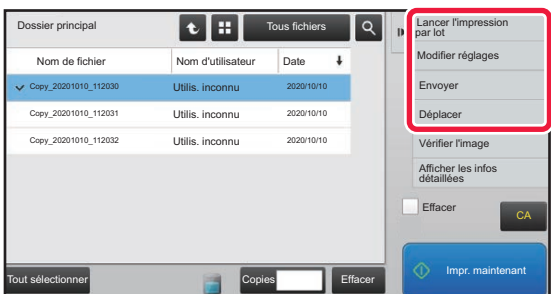 Dossier principal
Tous fichiers
Nom de fichier
Nom d'utilisateur
Date
Copy_20201010_112030
Utilis. inconnu
2020/10/10
Copy_20201010_112031
Utilis. inconnu
2020/10/10
Copy_20201010_112032
Utilis. inconnu
2020/10/10
Tout sélectionner
Copies
Effacer
Lancer l'impression
par lot
Modifier réglages
Envoyer
Déplacer
Vérifier l'image
Afficher les infos
détaillées
Effacer
CA
Impr. maintenant